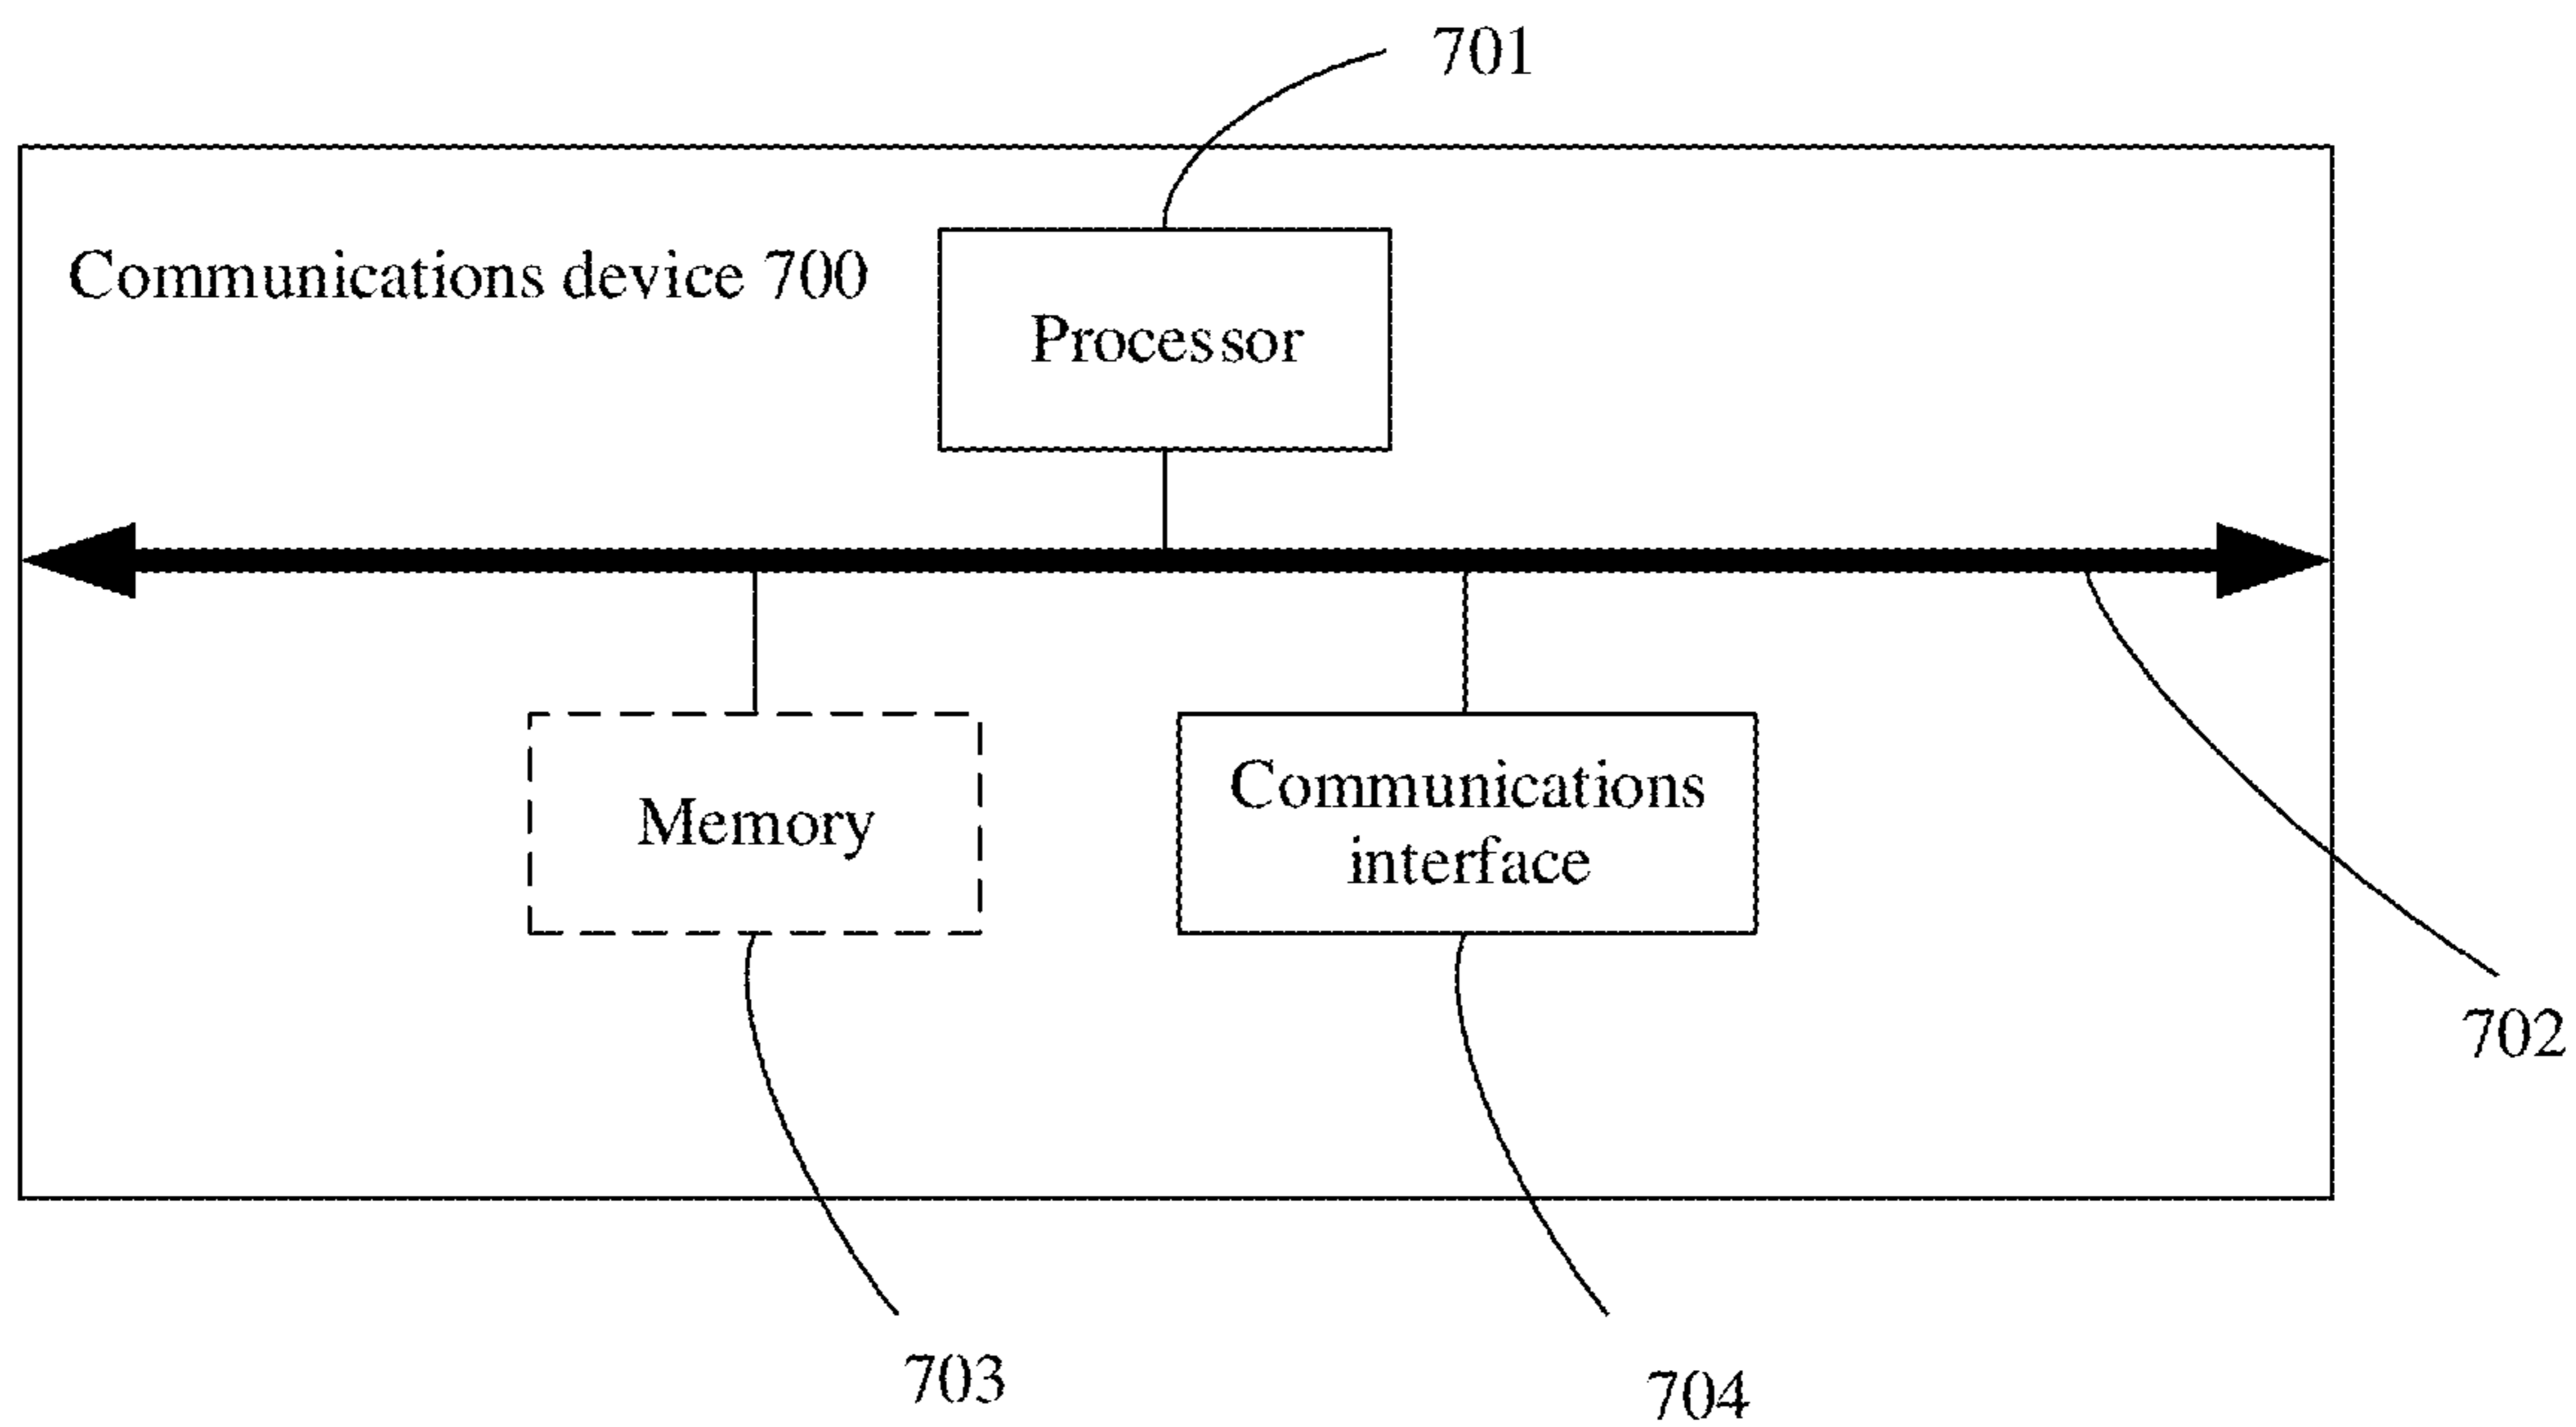 701
Communications device 700
Processor
Memory
Communications
interface
702
703
704